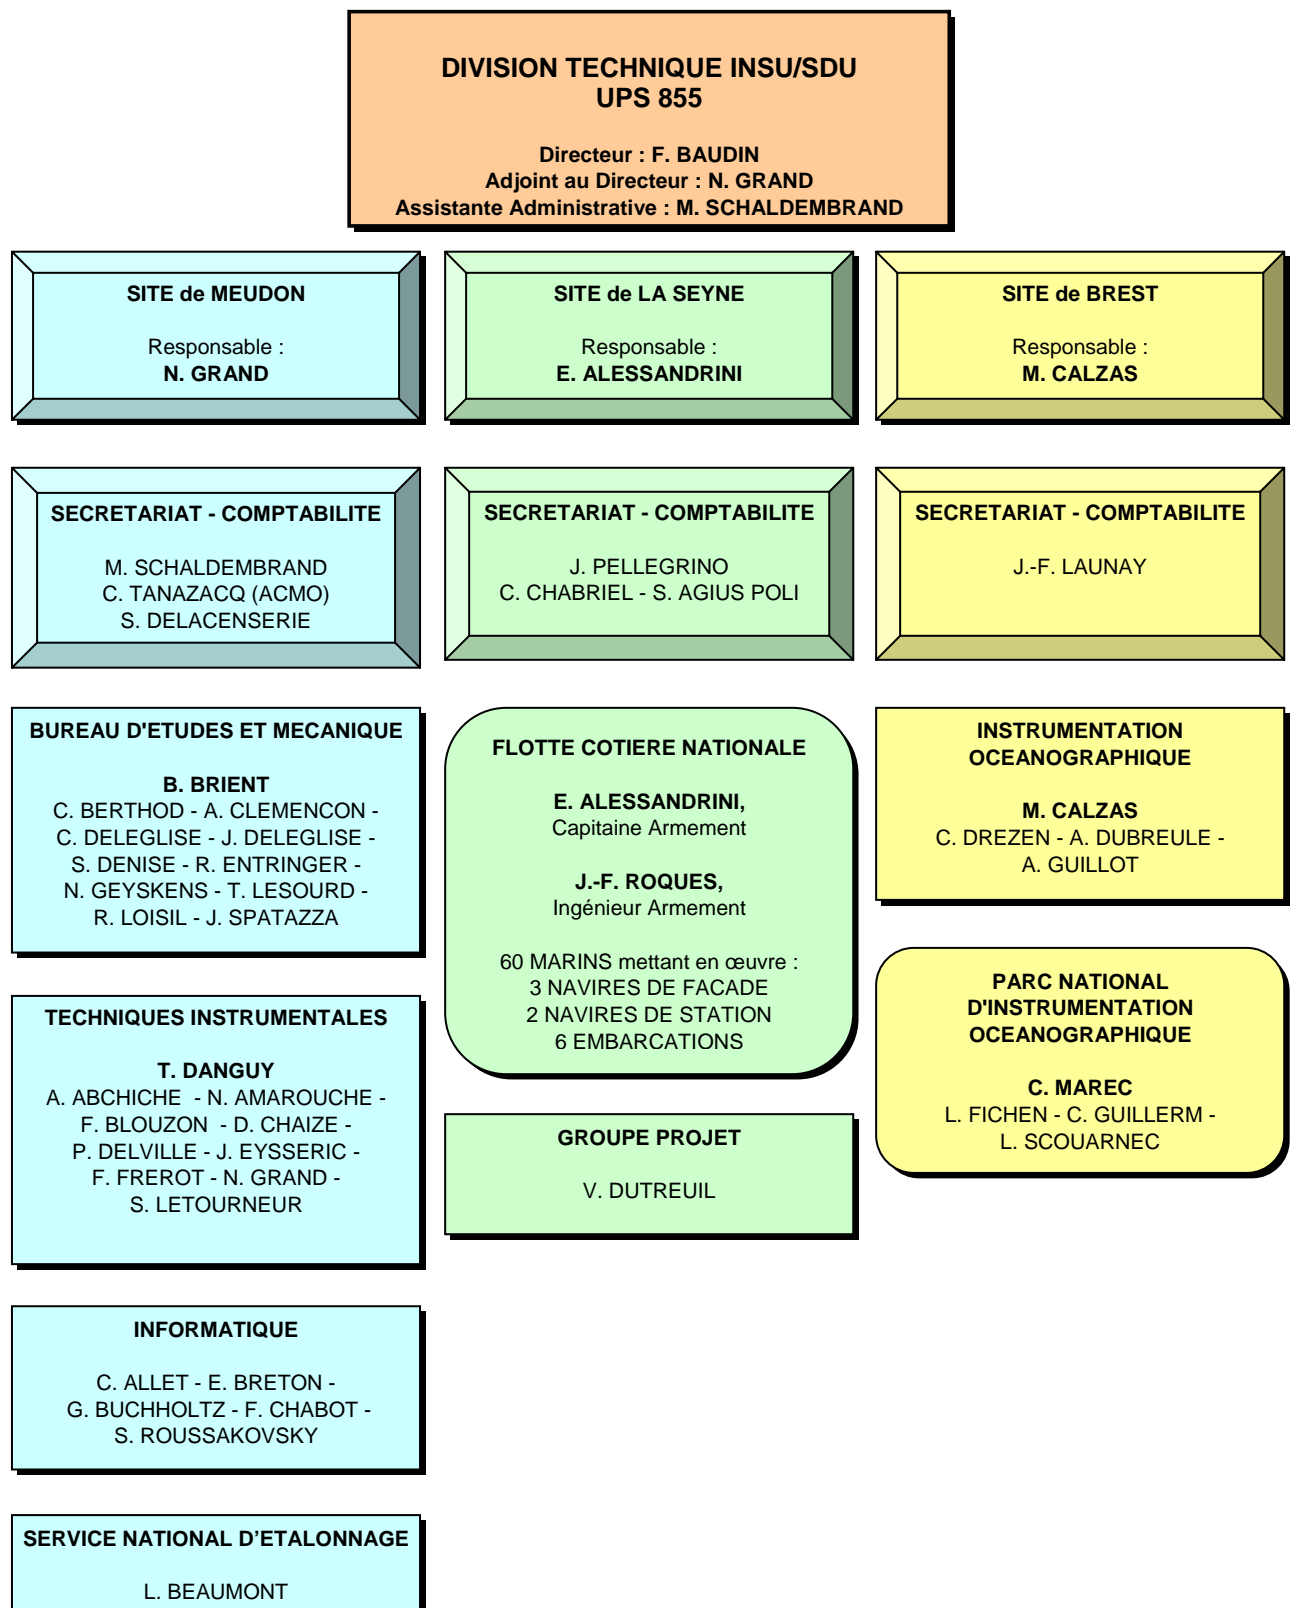 DIVISION TECHNIQUE INSU/SDU
UPS 855
Directeur : F. BAUDIN
Adjoint au Directeur : N. GRAND
Assistante Administrative : M. SCHALDEMBRAND
SITE de MEUDON
Responsable :
N. GRAND
SITE de LA SEYNE
Responsable :
E. ALESSANDRINI
SITE de BREST
Responsable :
M. CALZAS
SECRETARIAT - COMPTABILITE
M. SCHALDEMBRAND
C. TANAZACQ (ACMO)
S. DELACENSERIE
SECRETARIAT - COMPTABILITE
J. PELLEGRINO
C. CHABRIEL - S. AGIUS POLI
SECRETARIAT - COMPTABILITE
J.-F. LAUNAY
BUREAU D'ETUDES ET MECANIQUE
B. BRIENT
C. BERTHOD - A. CLEMENCON -
C. DELEGLISE - J. DELEGLISE -
S. DENISE - R. ENTRINGER -
N. GEYSKENS - T. LESOURD -
R. LOISIL - J. SPATAZZA
FLOTTE COTIERE NATIONALE
E. ALESSANDRINI,
Capitaine Armement
J.-F. ROQUES,
Ingénieur Armement
60 MARINS mettant en œuvre :
3 NAVIRES DE FACADE
2 NAVIRES DE STATION
6 EMBARCATIONS
INSTRUMENTATION
OCEANOGRAPHIQUE
M. CALZAS
C. DREZEN - A. DUBREULE -
A. GUILLOT
PARC NATIONAL
D'INSTRUMENTATION
OCEANOGRAPHIQUE
C. MAREC
L. FICHEN - C. GUILLERM -
L. SCOUARNEC
TECHNIQUES INSTRUMENTALES
T. DANGUY
A. ABCHICHE - N. AMAROUCHE -
F. BLOUZON - D. CHAIZE -
P. DELVILLE - J. EYSSERIC -
F. FREROT - N. GRAND -
S. LETOURNEUR
GROUPE PROJET
V. DUTREUIL
INFORMATIQUE
C. ALLET - E. BRETON -
G. BUCHHOLTZ - F. CHABOT -
S. ROUSSAKOVSKY
SERVICE NATIONAL D’ETALONNAGE
L. BEAUMONT